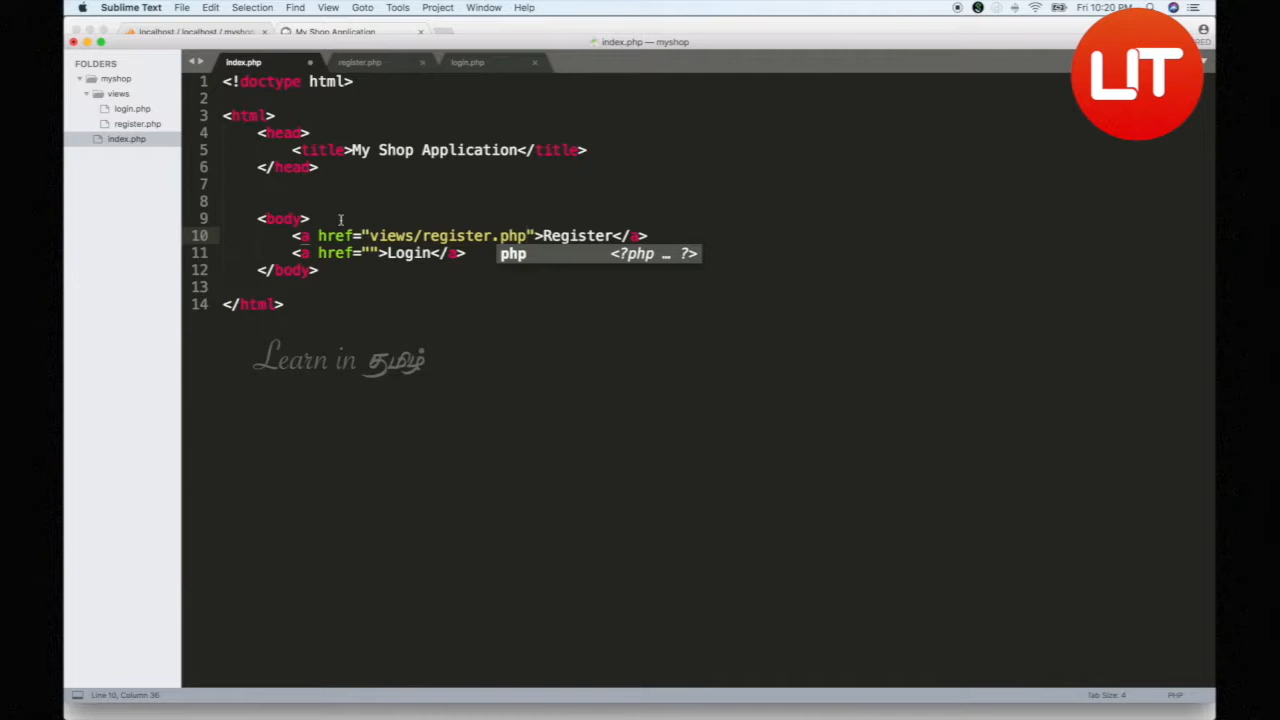 Sublime Text File Edit Selection Find View Goto Tools Project Window Help
Fri 10:20 PM
localhost / localhost / myshop
My Shop Application
index.php — myshop
LIT
FOLDERS
myshop
views
login.php
register.php
index.php
index.php register.php login.php
1 <!doctype html>
2
3 <html>
4 <head>
5 <title>My Shop Application</title>
6 </head>
7
8
9 <body>
10 <a href="views/register.php">Register</a>
11 <a href="">Login</a>
php <?php … ?>
12 </body>
13
14 </html>
Learn in தமிழ்
Line 10, Column 36
Tab Size: 4
PHP